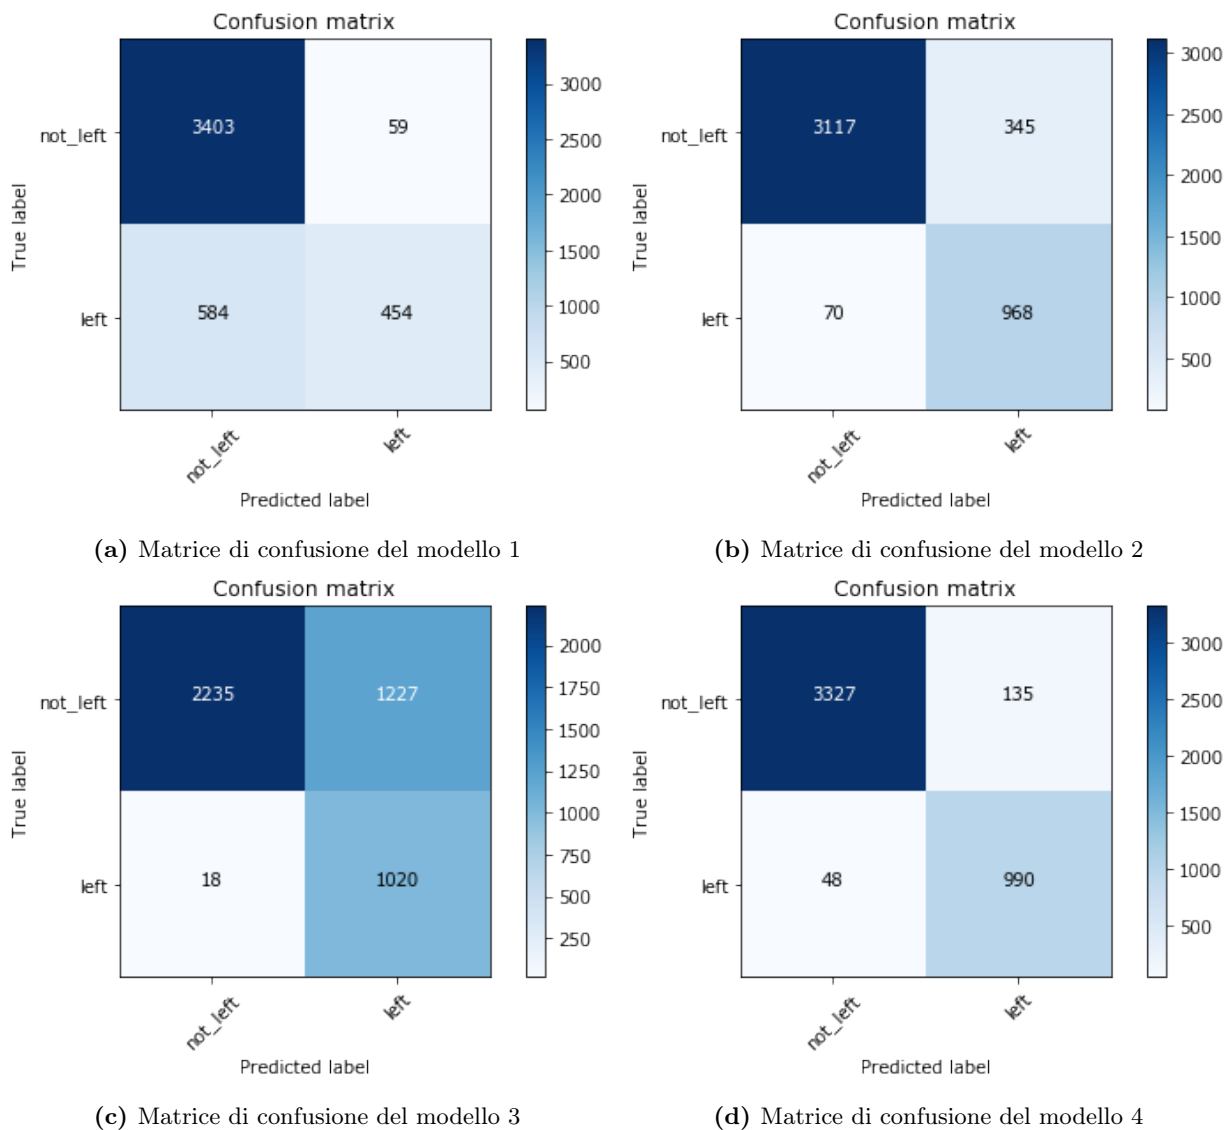 Confusion matrix
True label
not_left
left
3403 59
584 454
3000
2500
2000
1500
1000
500
not_left left
Predicted label
(a) Matrice di confusione del modello 1
Confusion matrix
True label
not_left
left
3117 345
70 968
3000
2500
2000
1500
1000
500
not_left left
Predicted label
(b) Matrice di confusione del modello 2
Confusion matrix
True label
not_left
left
2235 1227
18 1020
2000
1750
1500
1250
1000
750
500
250
not_left left
Predicted label
(c) Matrice di confusione del modello 3
Confusion matrix
True label
not_left
left
3327 135
48 990
3000
2500
2000
1500
1000
500
not_left left
Predicted label
(d) Matrice di confusione del modello 4